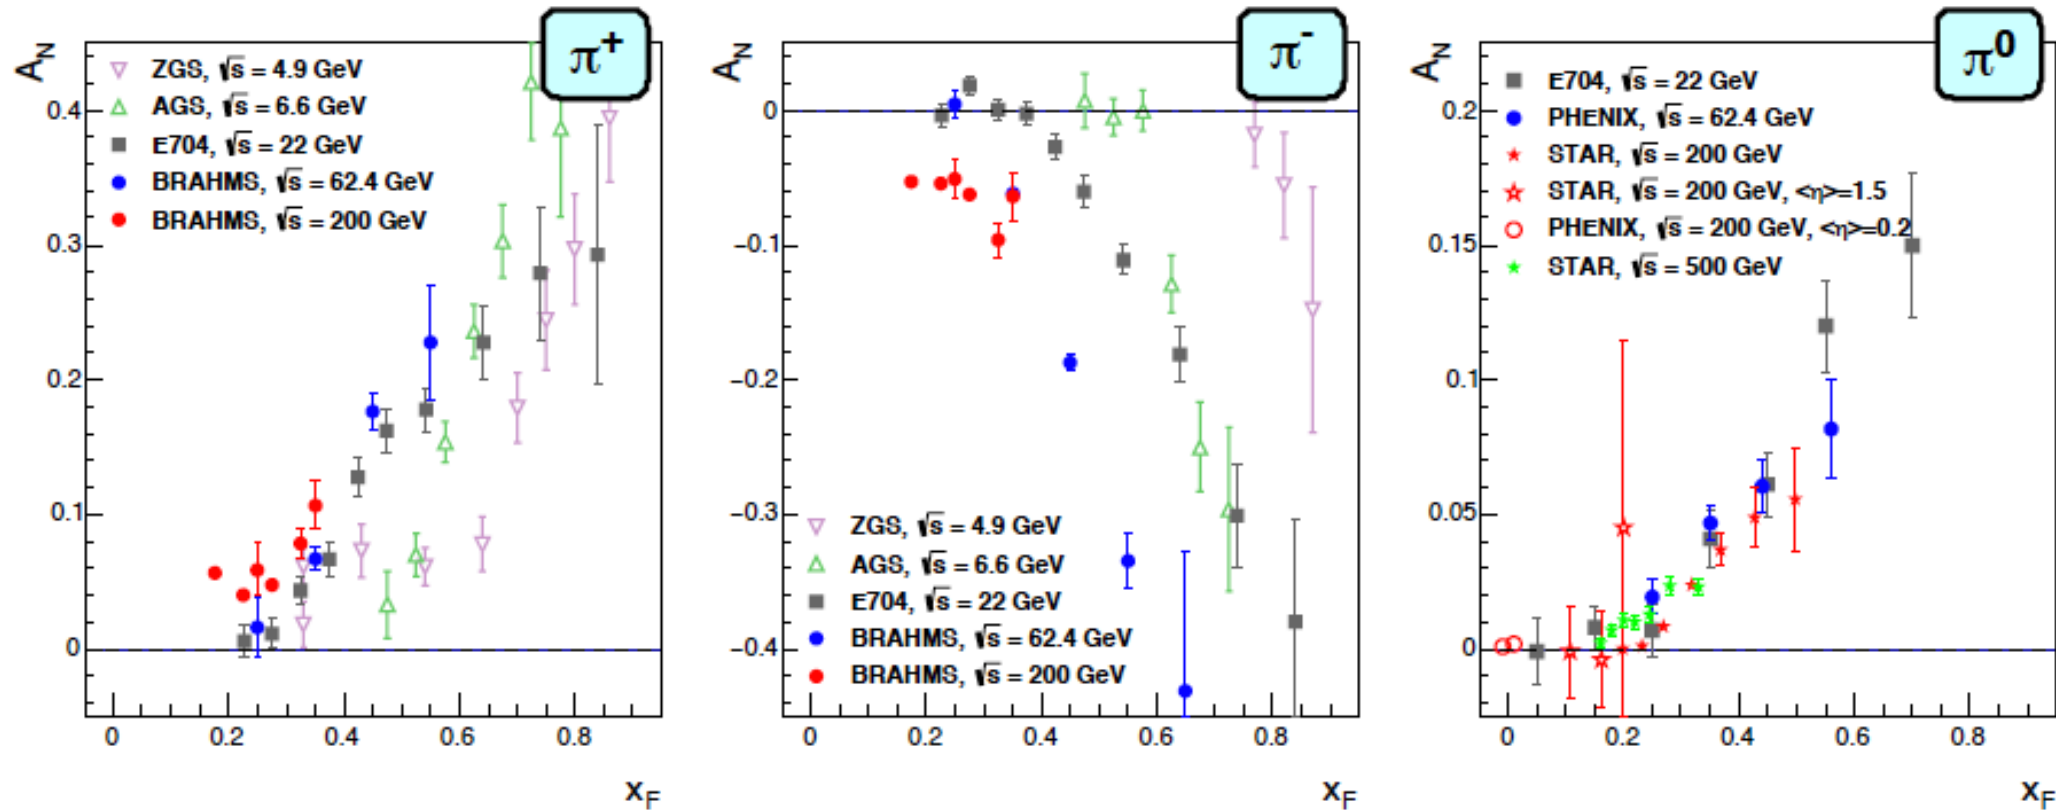 π+
A_N
ZGS, √s = 4.9 GeV
AGS, √s = 6.6 GeV
E704, √s = 22 GeV
BRAHMS, √s = 62.4 GeV
BRAHMS, √s = 200 GeV
0.4
0.3
0.2
0.1
0
0 0.2 0.4 0.6 0.8
x_F
π-
A_N
0
−0.1
−0.2
−0.3
−0.4
ZGS, √s = 4.9 GeV
AGS, √s = 6.6 GeV
E704, √s = 22 GeV
BRAHMS, √s = 62.4 GeV
BRAHMS, √s = 200 GeV
0 0.2 0.4 0.6 0.8
x_F
π0
A_N
E704, √s = 22 GeV
PHENIX, √s = 62.4 GeV
STAR, √s = 200 GeV
STAR, √s = 200 GeV, <η>=1.5
PHENIX, √s = 200 GeV, <η>=0.2
STAR, √s = 500 GeV
0.2
0.15
0.1
0.05
0
0 0.2 0.4 0.6 0.8
x_F